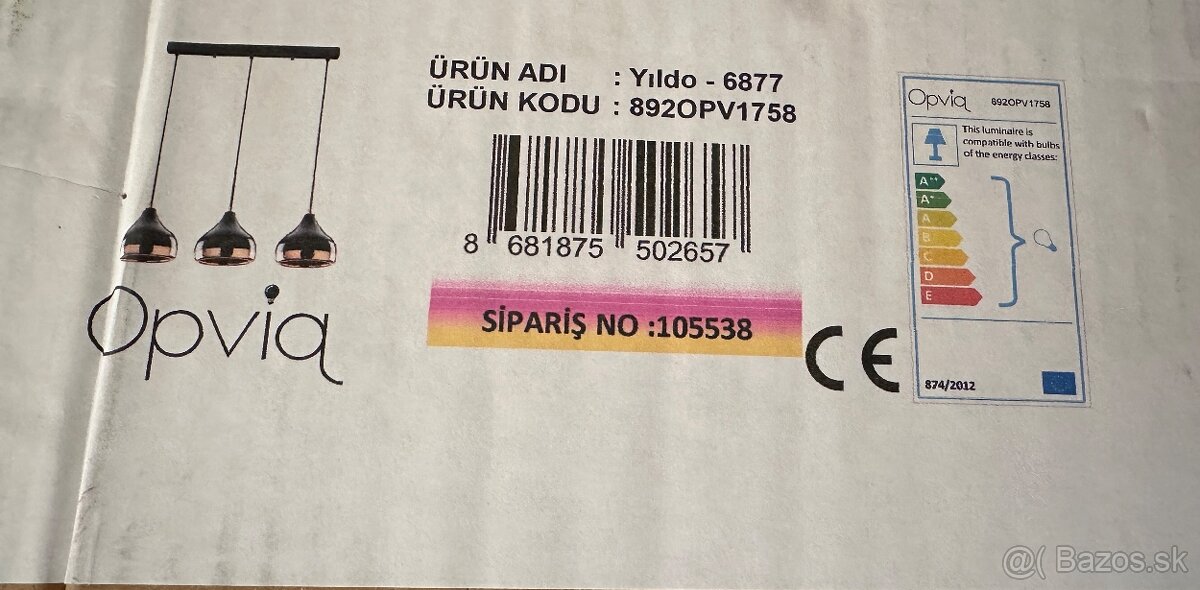 ÜRÜN ADI : Yıldo - 6877
ÜRÜN KODU : 892OPV1758
8 681875 502657
SİPARİŞ NO :105538
Opviq
CE
Opviq 892OPV1758
This luminaire is
compatible with bulbs
of the energy classes:
A++
A+
A
B
C
D
E
874/2012
@( Bazos.sk